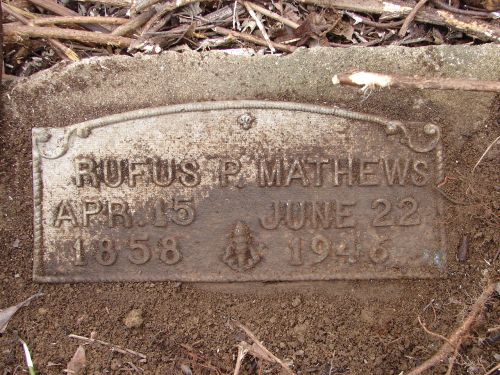 RUFUS P. MATHEWS
APR. 15 JUNE 22
1858 1946